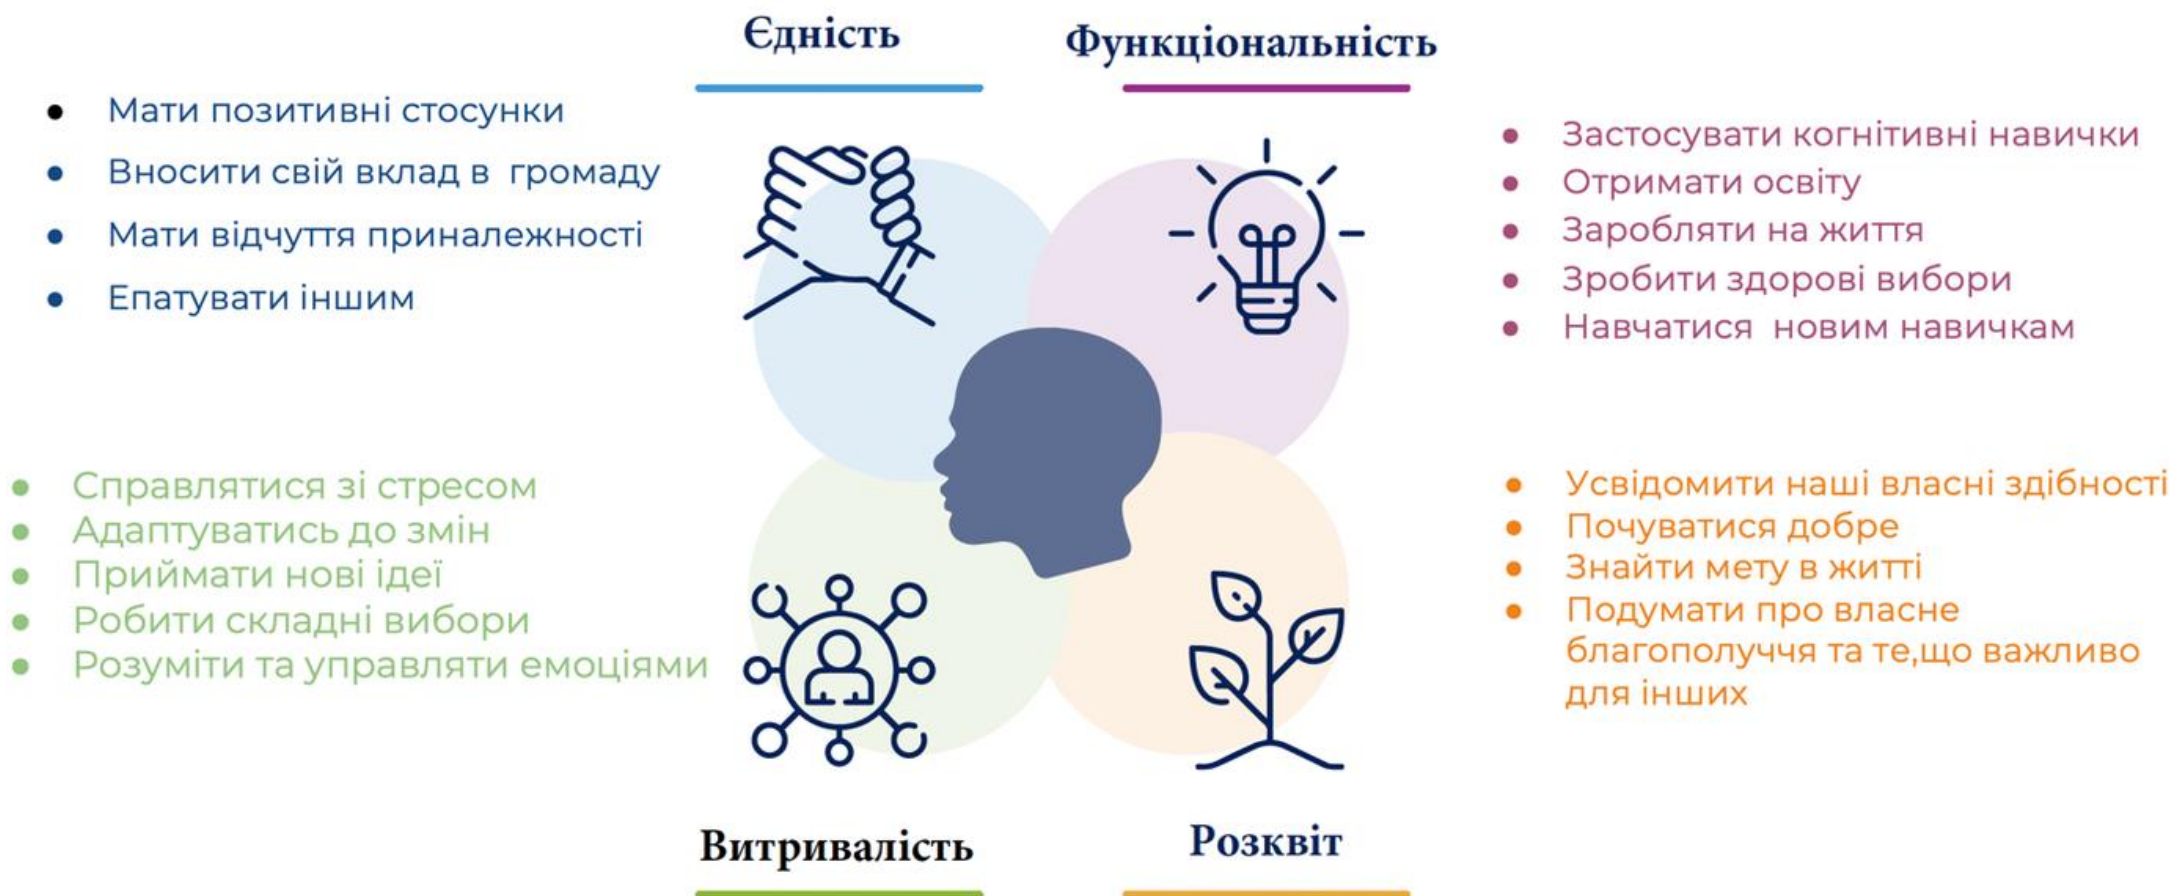 Єдність
Мати позитивні стосунки
Вносити свій вклад в громаду
Мати відчуття приналежності
Епатувати іншим
Функціональність
Застосувати когнітивні навички
Отримати освіту
Заробляти на життя
Зробити здорові вибори
Навчатися новим навичкам
Справлятися зі стресом
Адаптуватись до змін
Приймати нові ідеї
Робити складні вибори
Розуміти та управляти емоціями
Витривалість
Усвідомити наші власні здібності
Почуватися добре
Знайти мету в житті
Подумати про власне
благополуччя та те,що важливо
для інших
Розквіт